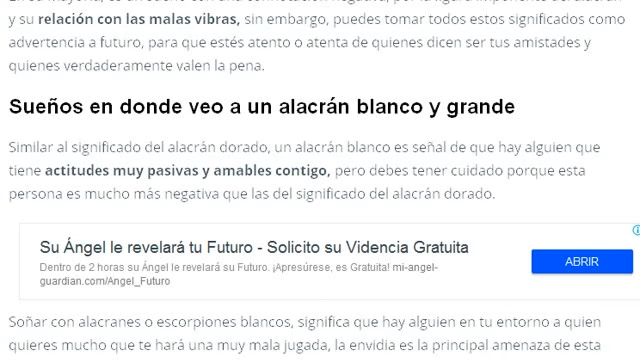 y su relación con las malas vibras, sin embargo, puedes tomar todos estos significados como
advertencia a futuro, para que estés atento o atenta de quienes dicen ser tus amistades y
quienes verdaderamente valen la pena.
Sueños en donde veo a un alacrán blanco y grande
Similar al significado del alacrán dorado, un alacrán blanco es señal de que hay alguien que
tiene actitudes muy pasivas y amables contigo, pero debes tener cuidado porque esta
persona es mucho más negativa que las del significado del alacrán dorado.
Su Ángel le revelará tu Futuro - Solicito su Videncia Gratuita
Dentro de 2 horas su Ángel le revelará su Futuro. ¡Apresúrese, es Gratuita! mi-angel-
guardian.com/Angel_Futuro
ABRIR
Soñar con alacranes o escorpiones blancos, significa que hay alguien en tu entorno a quien
quieres mucho que te hará una muy mala jugada, la envidia es la principal amenaza de esta